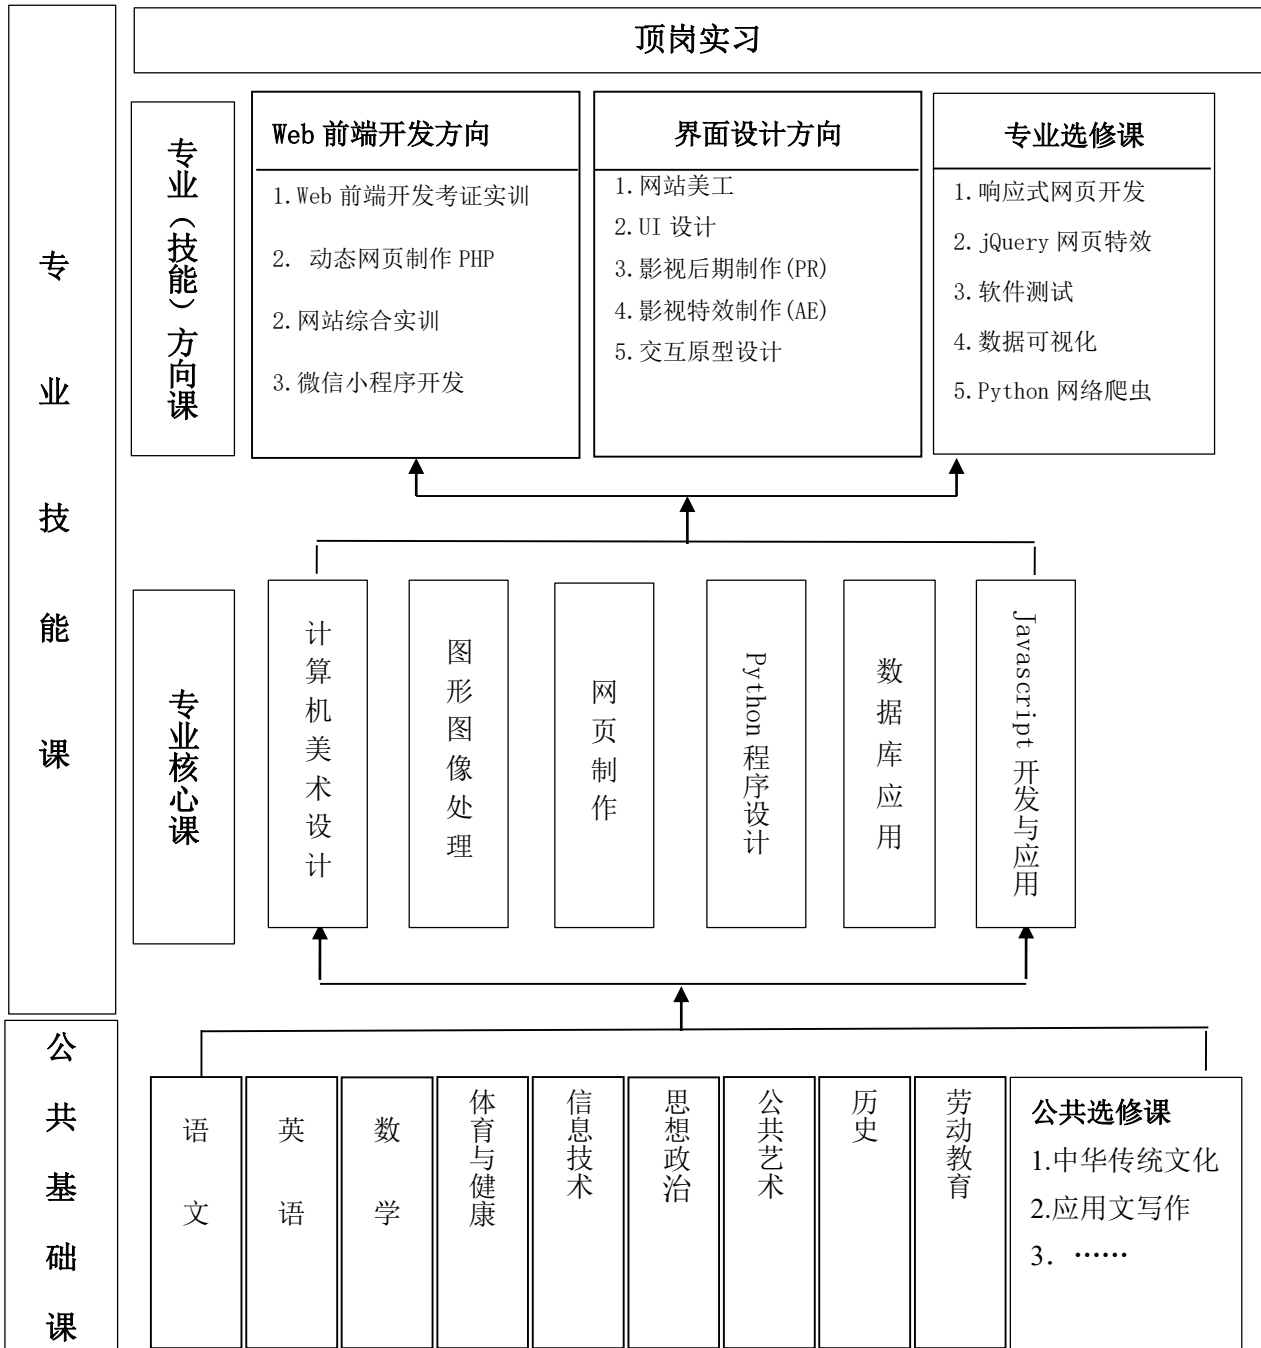 顶岗实习
专业技能课
专业（技能）方向课
Web 前端开发方向
1.Web 前端开发考证实训
2. 动态网页制作 PHP
2.网站综合实训
3.微信小程序开发
界面设计方向
1.网站美工
2.UI 设计
3.影视后期制作(PR)
4.影视特效制作(AE)
5.交互原型设计
专业选修课
1.响应式网页开发
2.jQuery 网页特效
3.软件测试
4.数据可视化
5.Python 网络爬虫
专业核心课
计算机美术设计
图形图像处理
网页制作
Python 程序设计
数据库应用
Javascript 开发与应用
公共基础课
语文
英语
数学
体育与健康
信息技术
思想政治
公共艺术
历史
劳动教育
公共选修课
1.中华传统文化
2.应用文写作
3. ……